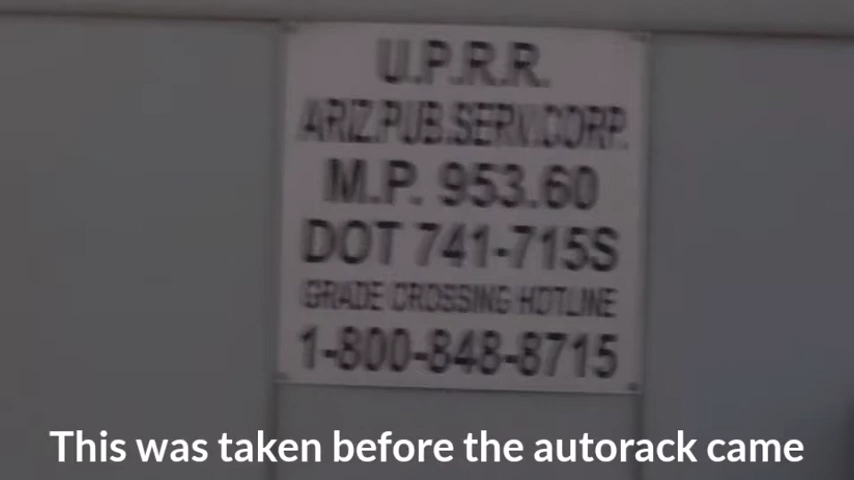 U.P.R.R.
ARIZ.PUB.SERV.CORP.
M.P. 953.60
DOT 741-715S
GRADE CROSSING HOTLINE
1-800-848-8715
This was taken before the autorack came